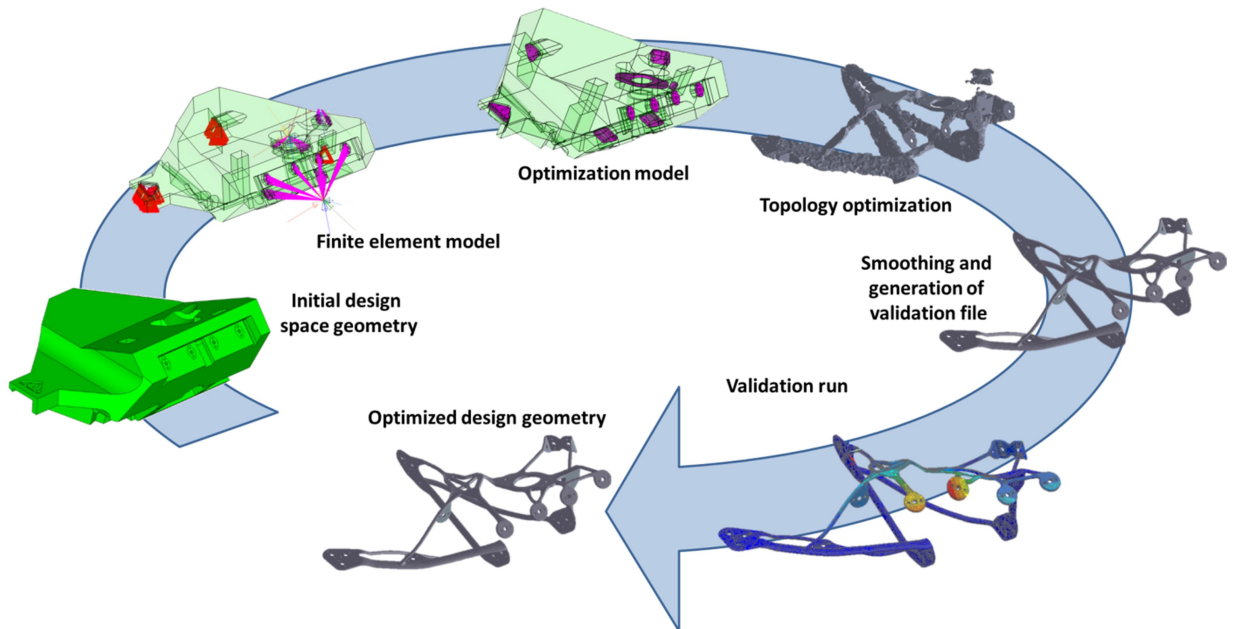 Initial design
space geometry
Finite element model
Optimization model
Topology optimization
Smoothing and
generation of
validation file
Validation run
Optimized design geometry